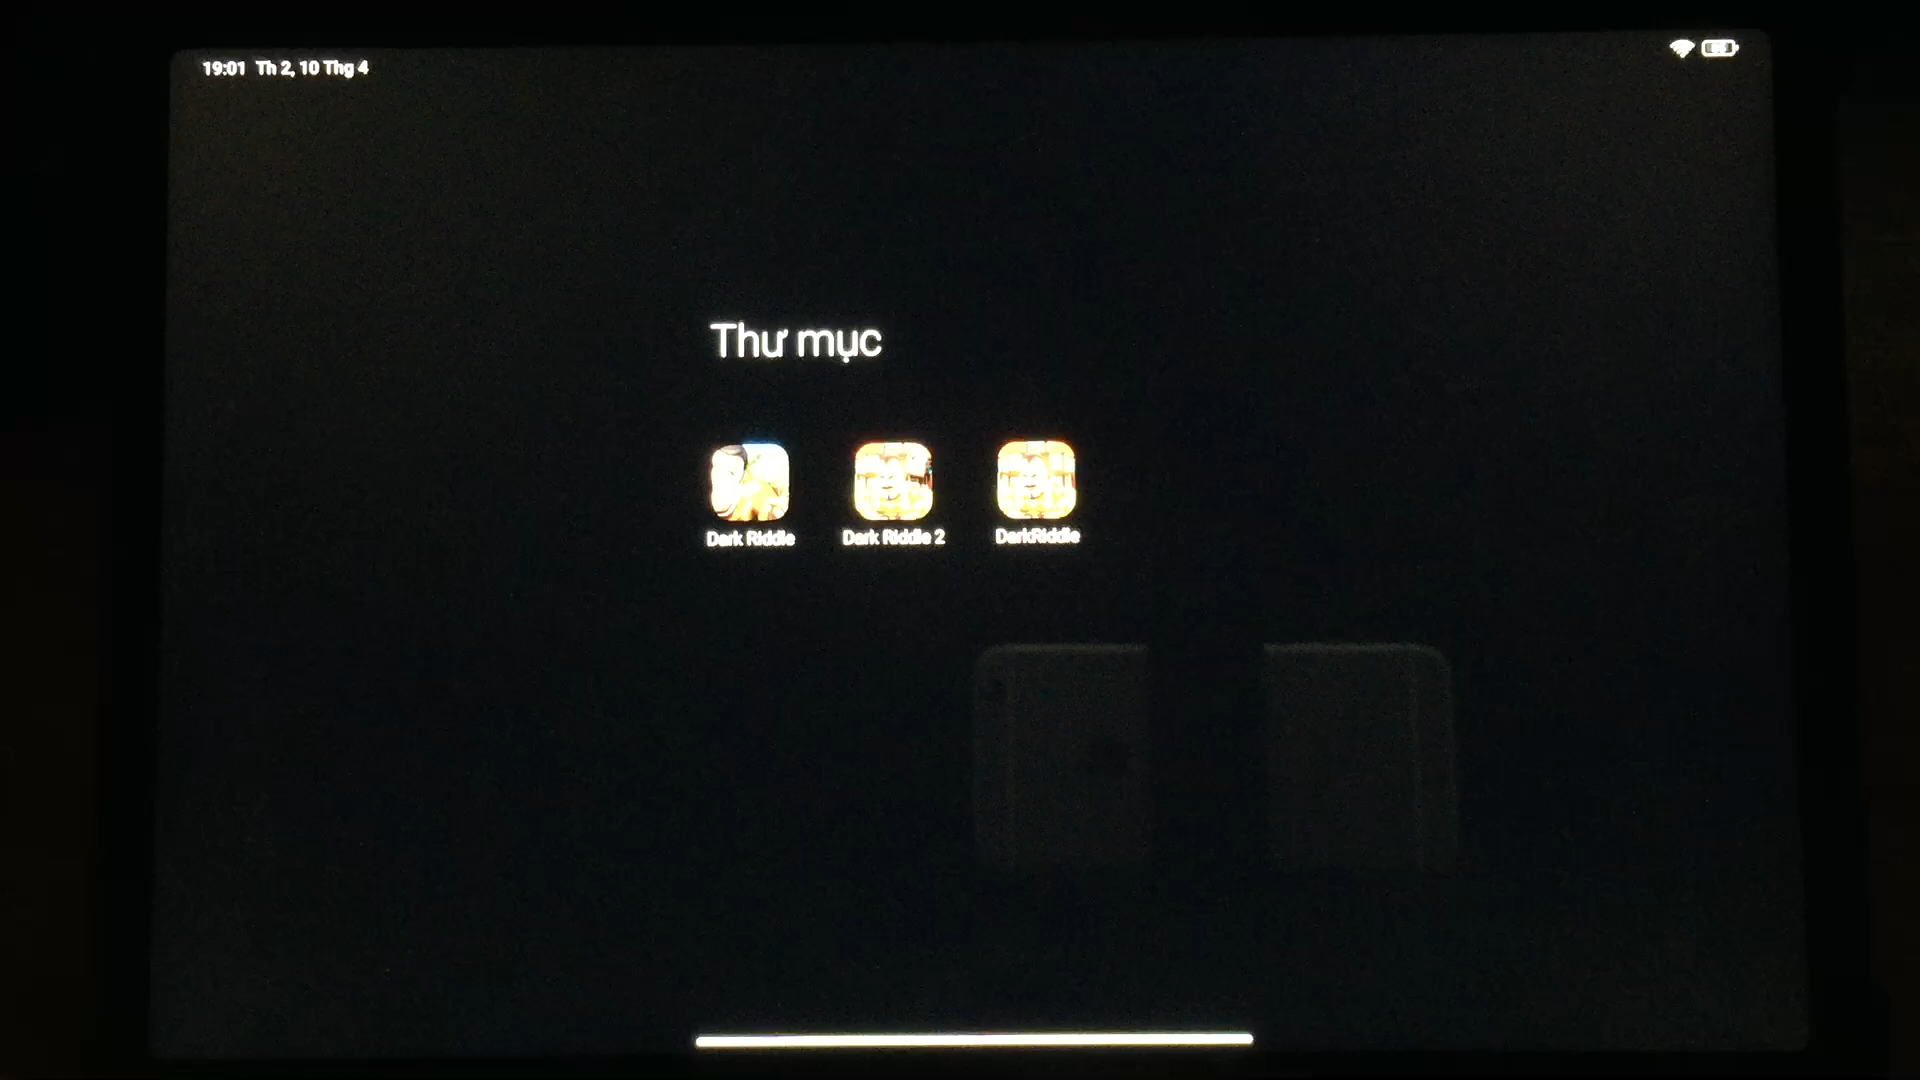 19:01 Th 2, 10 Thg 4
Thư mục
Dark Riddle
Dark Riddle 2
DarkRiddle